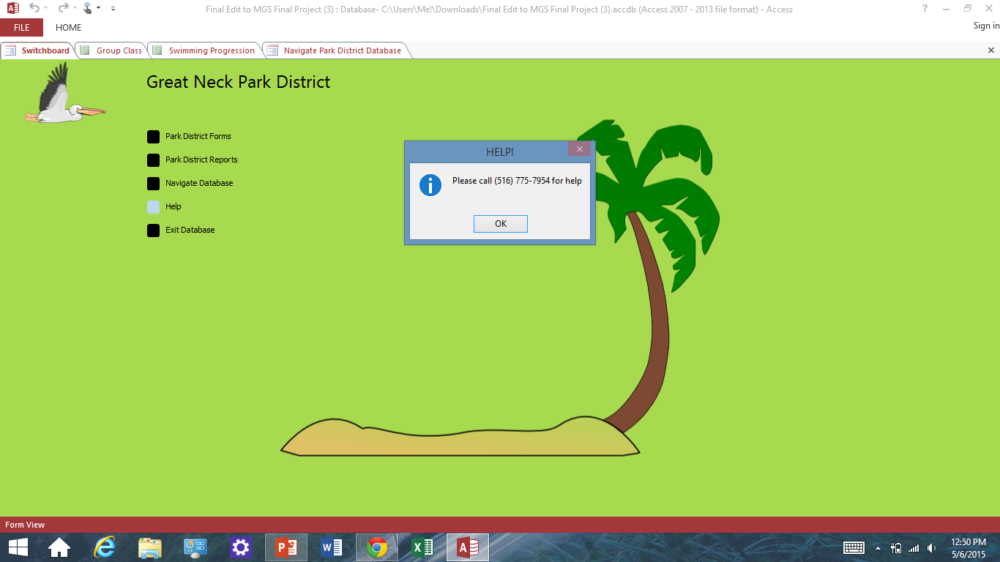 Final Edit to MGS Final Project (3) : Database- C:\Users\Me!\Downloads\Final Edit to MGS Final Project (3).accdb (Access 2007 - 2013 file format) - Access
FILE HOME Sign in
Switchboard Group Class Swimming Progression Navigate Park District Database
Great Neck Park District
Park District Forms
Park District Reports
Navigate Database
Help
Exit Database
HELP!
Please call (516) 775-7954 for help
OK
Form View
12:50 PM
5/6/2015